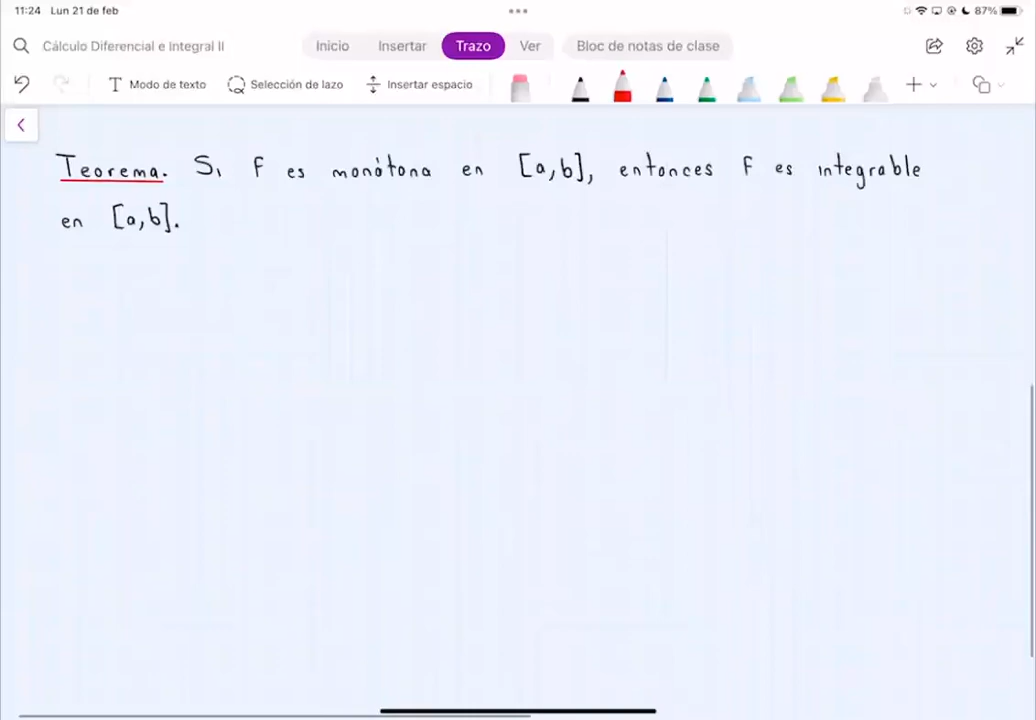 11:24 Lun 21 de feb
87%
Cálculo Diferencial e Integral II Inicio Insertar Trazo Ver Bloc de notas de clase
Modo de texto Selección de lazo Insertar espacio
Teorema. Si f es monótona en [a,b], entonces f es integrable
en [a,b].